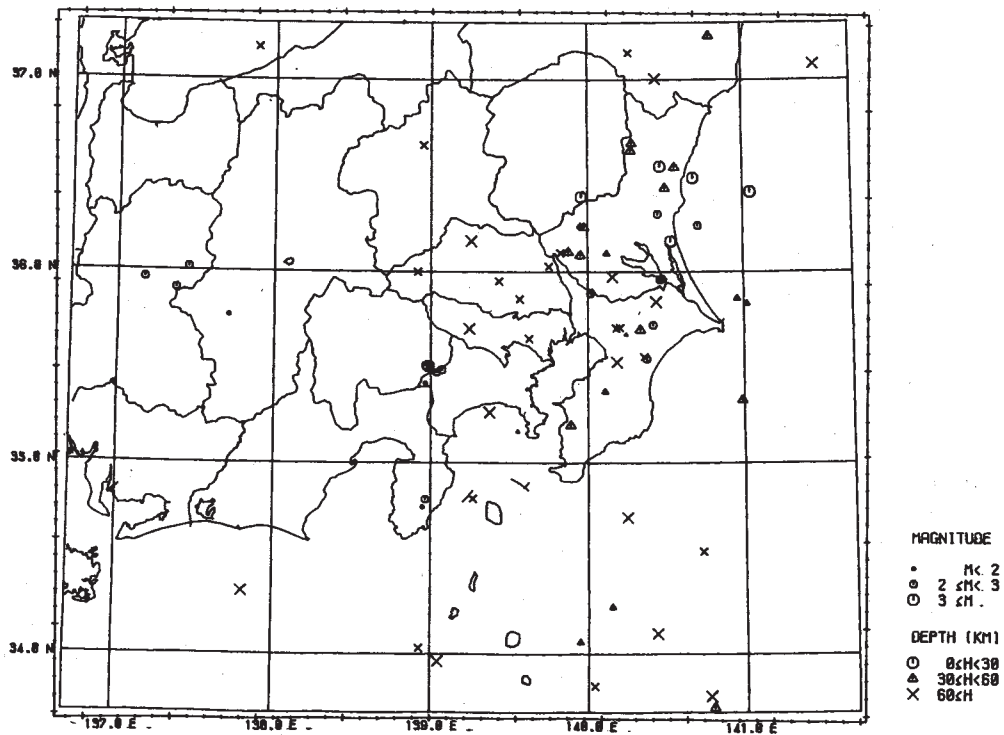 37.0 N
36.0 N
35.0 N
34.0 N
137.0 E
138.0 E
139.0 E
140.0 E
141.0 E
MAGNITUDE
M<. 2
2 ≤M<. 3
3 ≤M .
DEPTH (KM)
0≤H<30
30≤H<60
60≤H